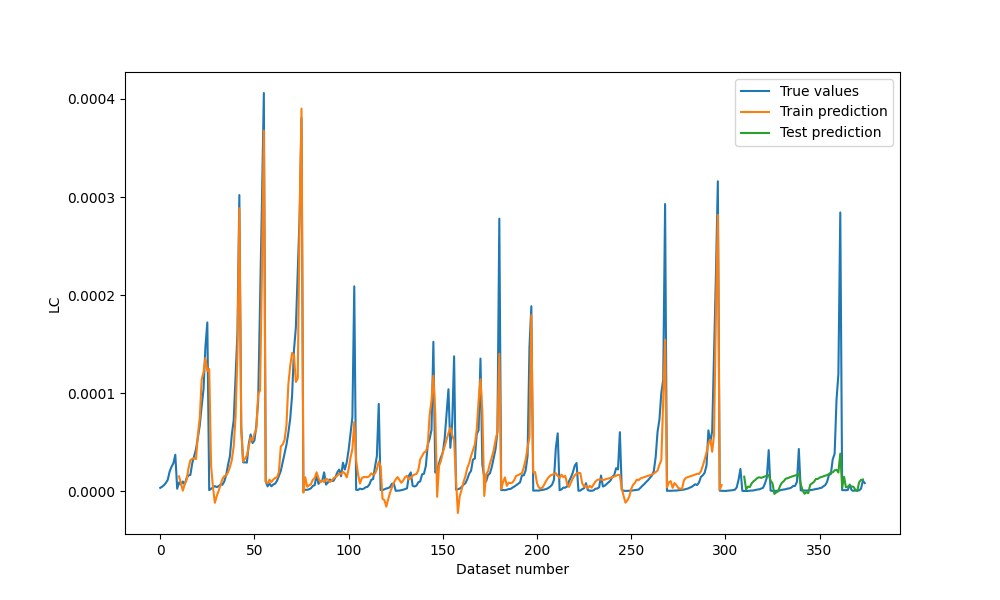 True values
Train prediction
Test prediction
0.0004
0.0003
0.0002
0.0001
0.0000
LC
0
50
100
150
200
250
300
350
Dataset number